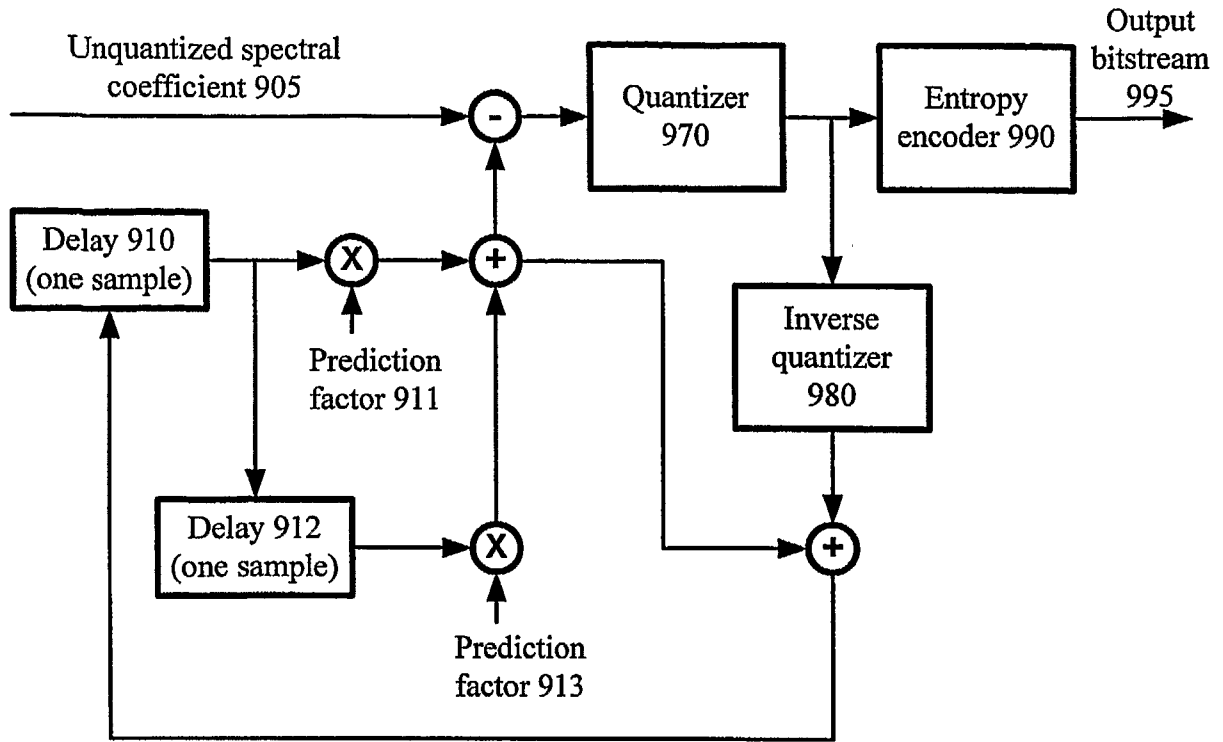 Unquantized spectral
coefficient 905
-
Quantizer
970
Entropy
encoder 990
Output
bitstream
995
Delay 910
(one sample)
X
+
Prediction
factor 911
Inverse
quantizer
980
Delay 912
(one sample)
X
+
Prediction
factor 913